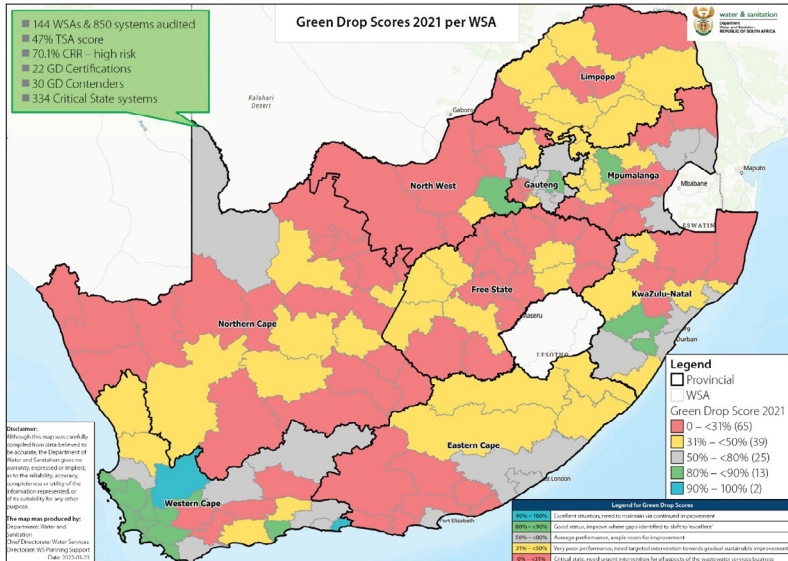 Green Drop Scores 2021 per WSA
water & sanitation
Department:
Water and Sanitation
REPUBLIC OF SOUTH AFRICA
144 WSAs & 850 systems audited
47% TSA score
70.1% CRR – high risk
22 GD Certifications
30 GD Contenders
334 Critical State systems
Kalahari
Desert
Gaboro
Limpopo
North West
Gauteng
Mpumalanga
Maputo
Mbabane
ESWATINI
Free State
KwaZulu-Natal
Northern Cape
Maseru
LESOTHO
Durban
Eastern Cape
st London
Port Elizabeth
Western Cape
Legend
Provincial
WSA
Green Drop Score 2021
0 – <31% (65)
31% – <50% (39)
50% – <80% (25)
80% – <90% (13)
90% – 100% (2)
Disclaimer:
Although this map was carefully
compiled from data believed to
be accurate, the Department of
Water and Sanitation gives no
warranty, expressed or implied,
as to the reliability, accuracy,
completeness or utility of the
information represented, or
of its suitability for any other
purpose.
The map was produced by:
Department: Water and
Sanitation
Chief Directorate: Water Services
Directorate: WS Planning Support
Date: 2022-03-23
Legend for Green Drop Scores
90% – 100% Excellent situation, need to maintain via continued improvement
80% – <90% Good status, improve where gaps identified to shift to 'excellent'
50% – <80% Average performance, ample room for improvement
31% – <50% Very poor performance, need targeted intervention towards gradual sustainable improvement
0% – <31% Critical state, need urgent intervention for all aspects of the wastewater services business